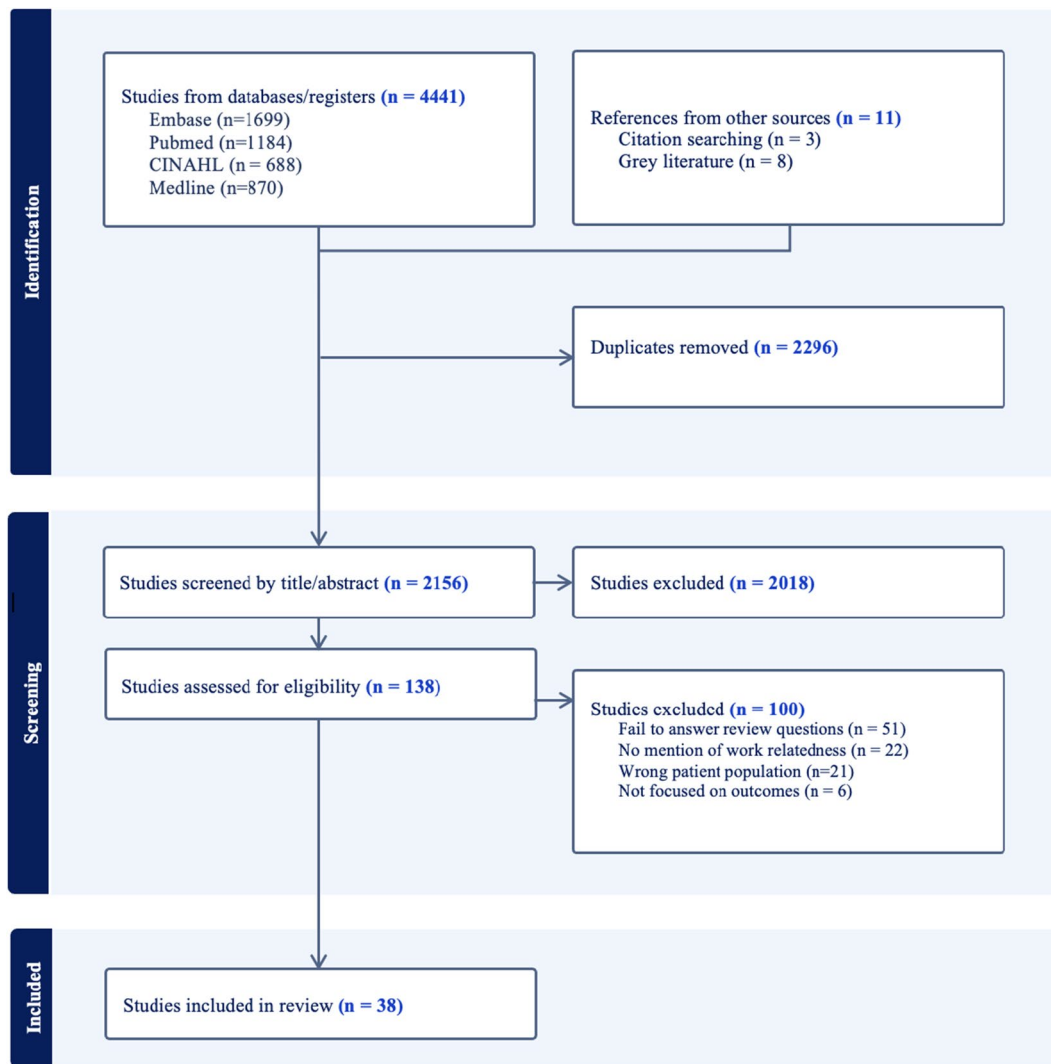 Identification
Studies from databases/registers (n = 4441)
Embase (n=1699)
Pubmed (n=1184)
CINAHL (n = 688)
Medline (n=870)
References from other sources (n = 11)
Citation searching (n = 3)
Grey literature (n = 8)
Duplicates removed (n = 2296)
Screening
Studies screened by title/abstract (n = 2156)
Studies excluded (n = 2018)
Studies assessed for eligibility (n = 138)
Studies excluded (n = 100)
Fail to answer review questions (n = 51)
No mention of work relatedness (n = 22)
Wrong patient population (n=21)
Not focused on outcomes (n = 6)
Included
Studies included in review (n = 38)